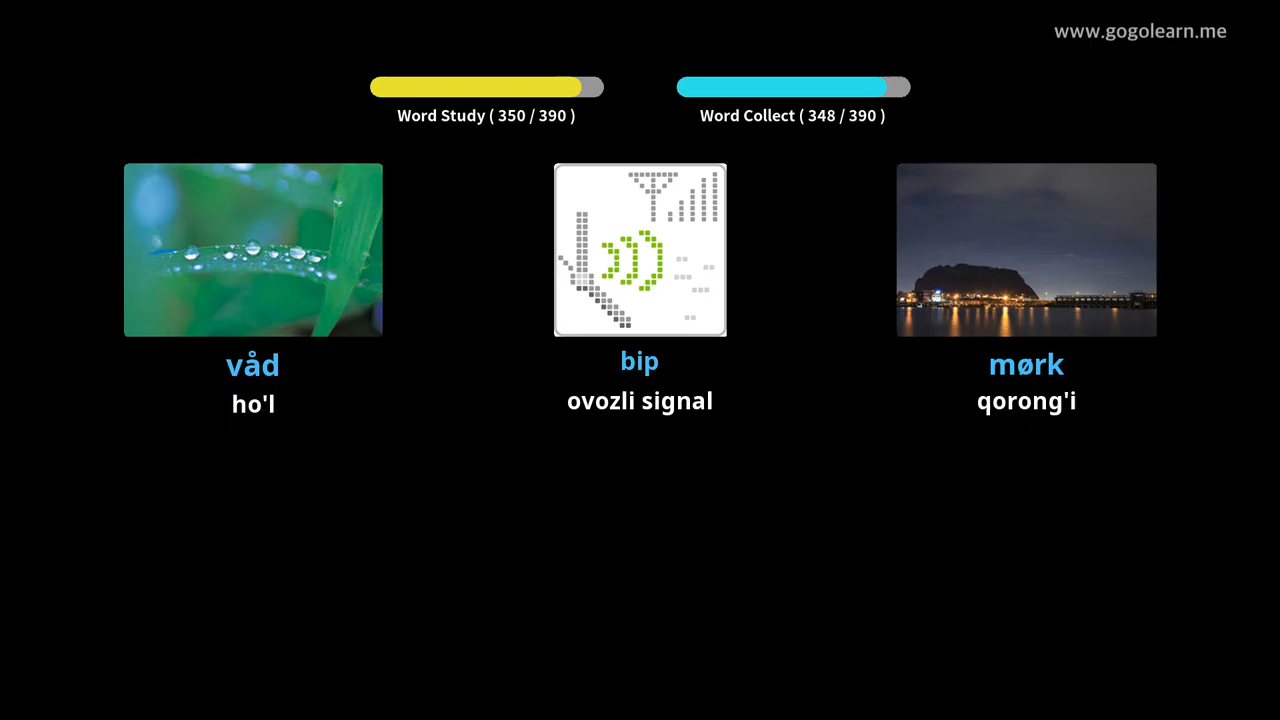 www.gogolearn.me
Word Study ( 350 / 390 )
Word Collect ( 348 / 390 )
våd
ho'l
bip
ovozli signal
mørk
qorong'i